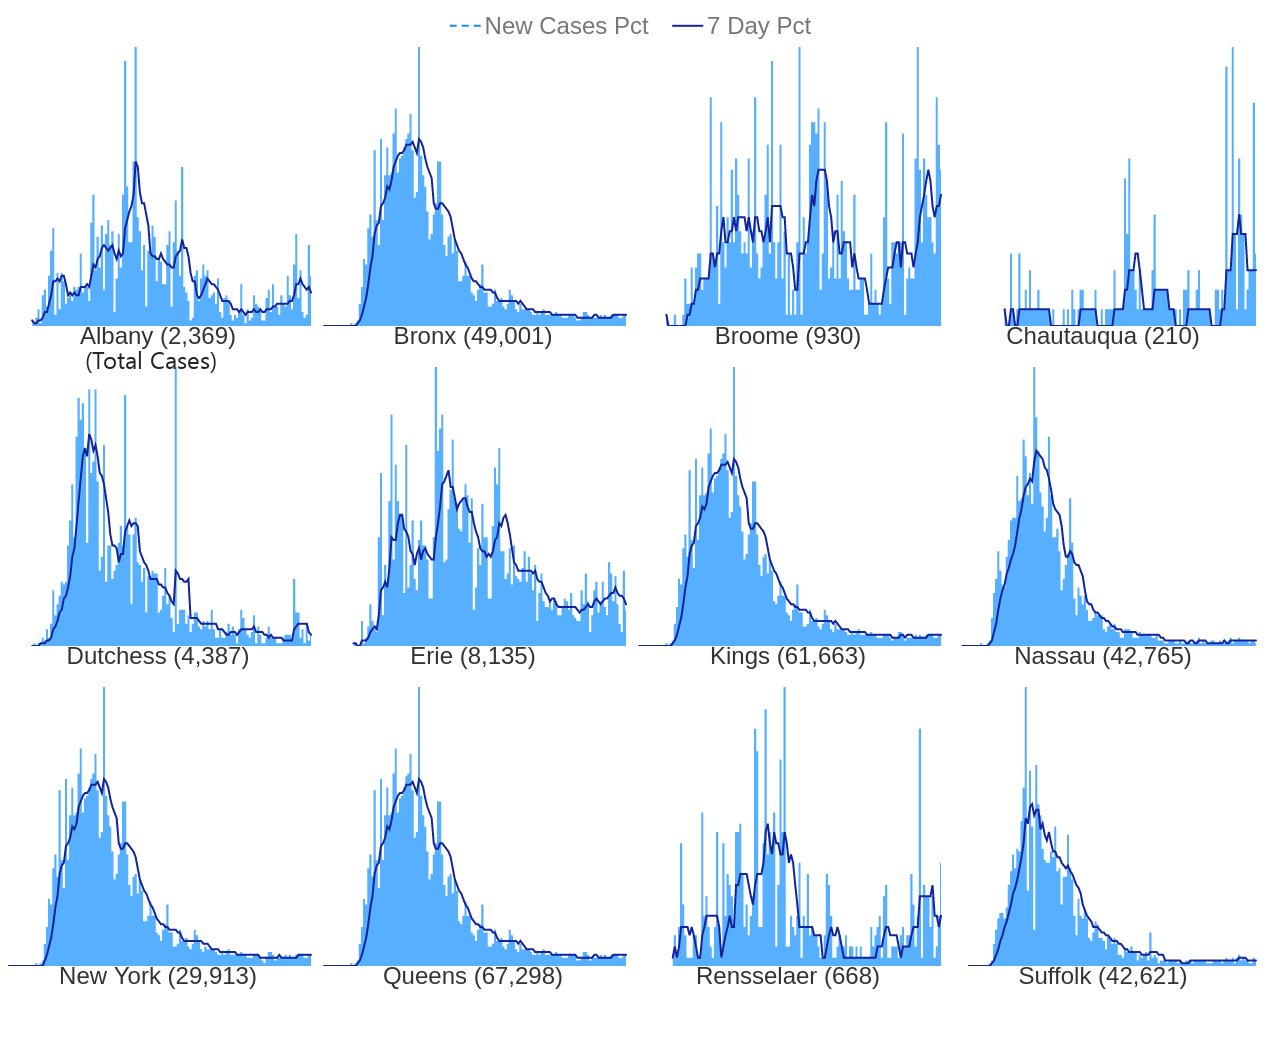 New Cases Pct 7 Day Pct
Albany (2,369) Bronx (49,001) Broome (930) Chautauqua (210)
(Total Cases)
Dutchess (4,387) Erie (8,135) Kings (61,663) Nassau (42,765)
New York (29,913) Queens (67,298) Rensselaer (668) Suffolk (42,621)